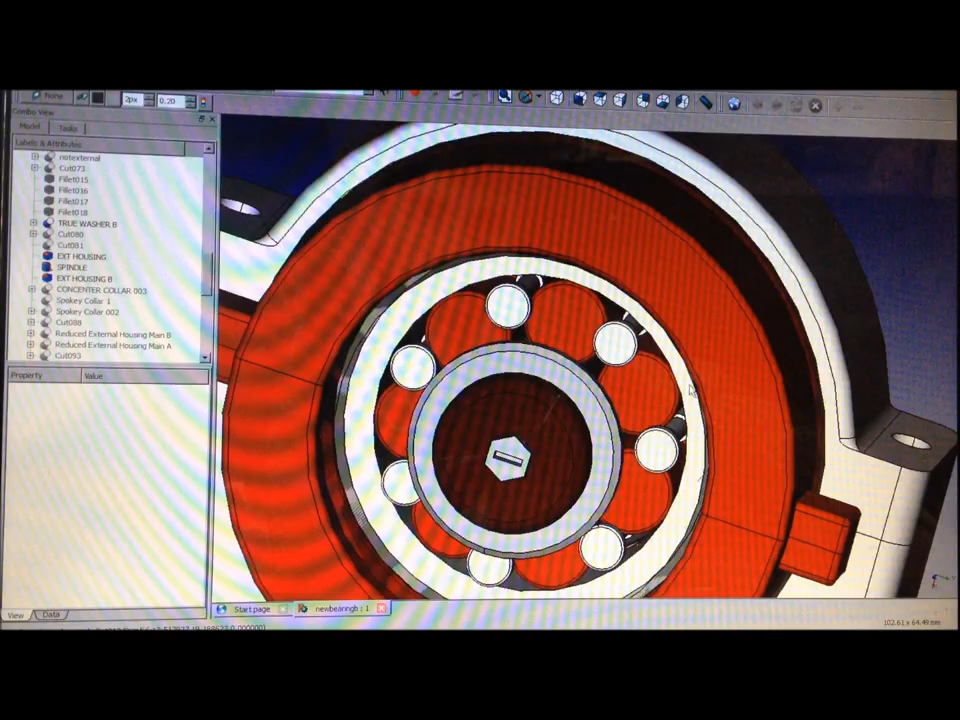 None
2px
0.20
Combo View
Model
Tasks
Labels & Attributes
notexternal
Cut073
Fillet015
Fillet016
Fillet017
Fillet018
TRUE WASHER.B
Cut080
Cut081
EXT HOUSING
SPINDLE
EXT HOUSING B
CONCENTER COLLAR 003
Spokey Collar 1
Spokey Collar 002
Cut088
Reduced External Housing Main B
Reduced External Housing Main A
Cut093
Property
Value
View
Data
Start page
newbearingb : 1
102.61 x 64.49 mm